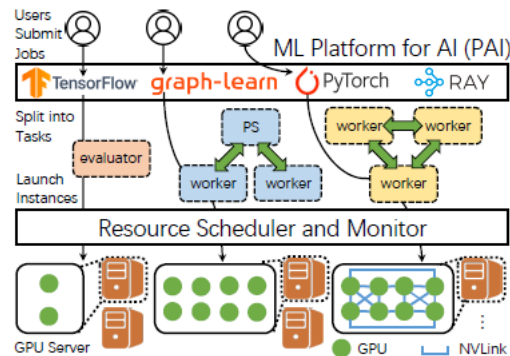 Users
Submit
Jobs
ML Platform for AI (PAI)
TensorFlow
graph-learn
PyTorch
RAY
Split into
Tasks
evaluator
PS
worker
worker
worker
worker
worker
Launch
Instances
Resource Scheduler and Monitor
GPU Server
GPU
NVLink